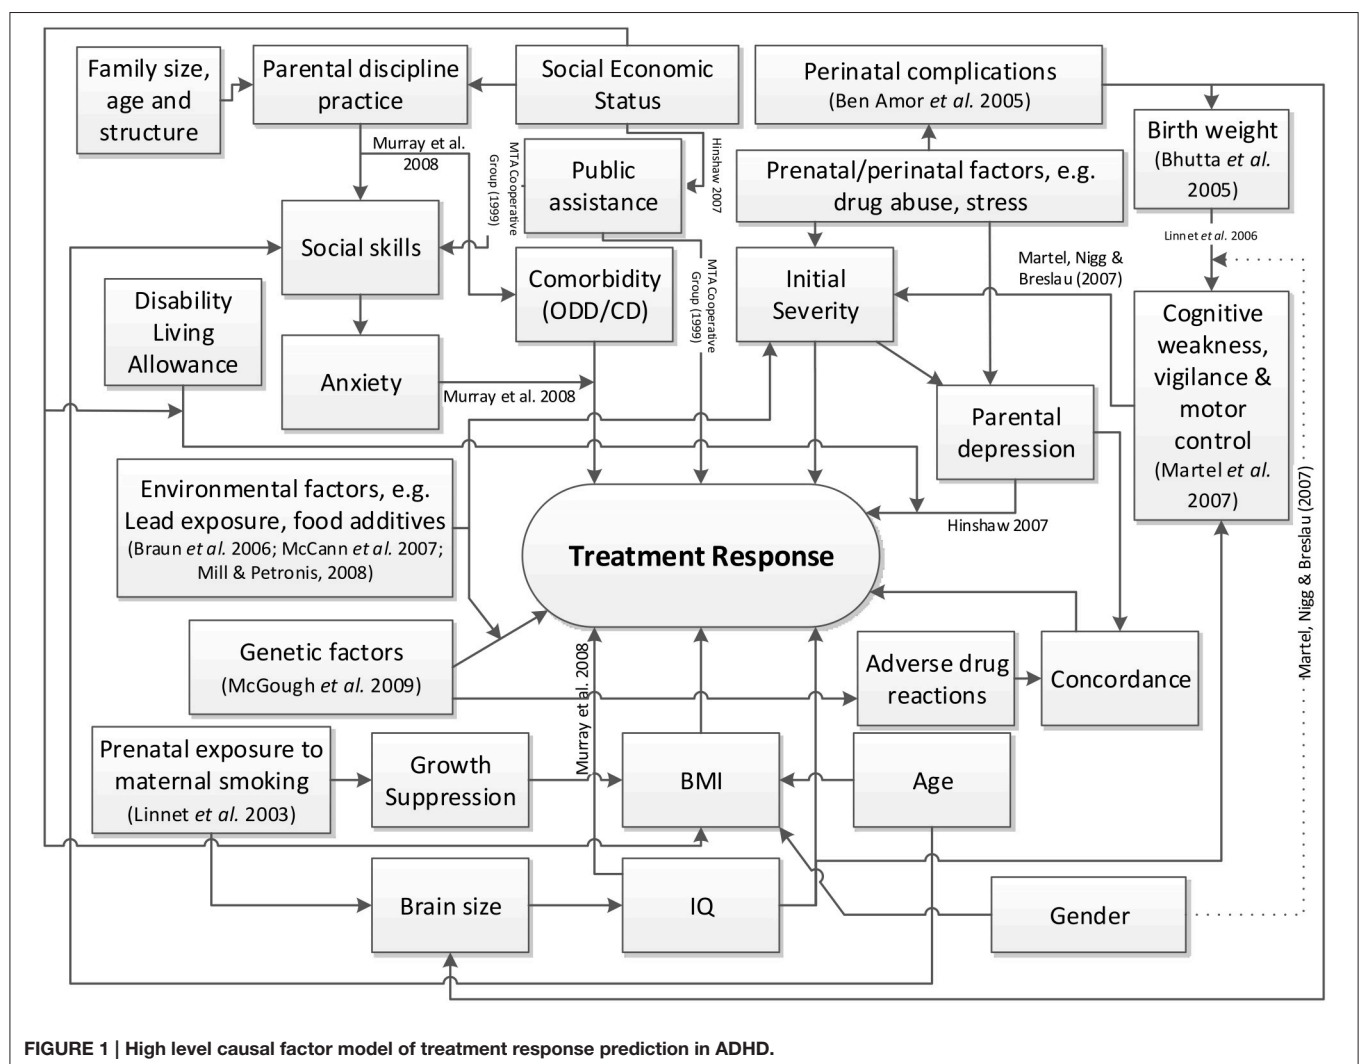 Family size,
age and
structure
Parental discipline
practice
Social Economic
Status
Perinatal complications
(Ben Amor et al. 2005)
Birth weight
(Bhutta et al.
2005)
Murray et al.
2008
MTA Cooperative
Group (1999)
Public
assistance
Hinshaw 2007
Prenatal/perinatal factors, e.g.
drug abuse, stress
Linnet et al. 2006
Social skills
Comorbidity
(ODD/CD)
MTA Cooperative
Group (1999)
Initial
Severity
Martel, Nigg &
Breslau (2007)
Disability
Living
Allowance
Cognitive
weakness,
vigilance &
motor
control
(Martel et al.
2007)
Anxiety
Murray et al. 2008
Parental
depression
Environmental factors, e.g.
Lead exposure, food additives
(Braun et al. 2006; McCann et al. 2007;
Mill & Petronis, 2008)
Hinshaw 2007
Martel, Nigg & Breslau (2007)
Treatment Response
Genetic factors
(McGough et al. 2009)
Murray et al. 2008
Adverse drug
reactions
Concordance
Prenatal exposure to
maternal smoking
(Linnet et al. 2003)
Growth
Suppression
BMI
Age
Brain size
IQ
Gender
FIGURE 1 | High level causal factor model of treatment response prediction in ADHD.